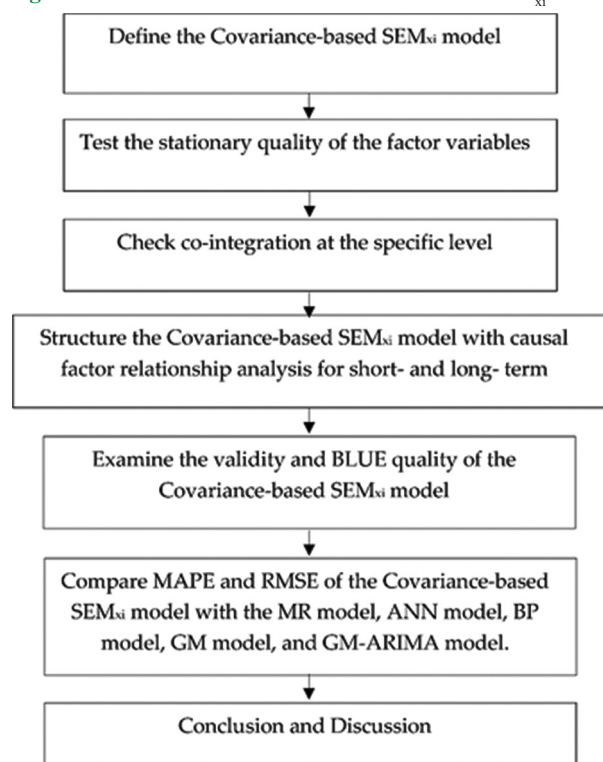 xi
Define the Covariance-based SEMxi model
Test the stationary quality of the factor variables
Check co-integration at the specific level
Structure the Covariance-based SEMxi model with causal
factor relationship analysis for short- and long- term
Examine the validity and BLUE quality of the
Covariance-based SEMxi model
Compare MAPE and RMSE of the Covariance-based
SEMxi model with the MR model, ANN model, BP
model, GM model, and GM-ARIMA model.
Conclusion and Discussion